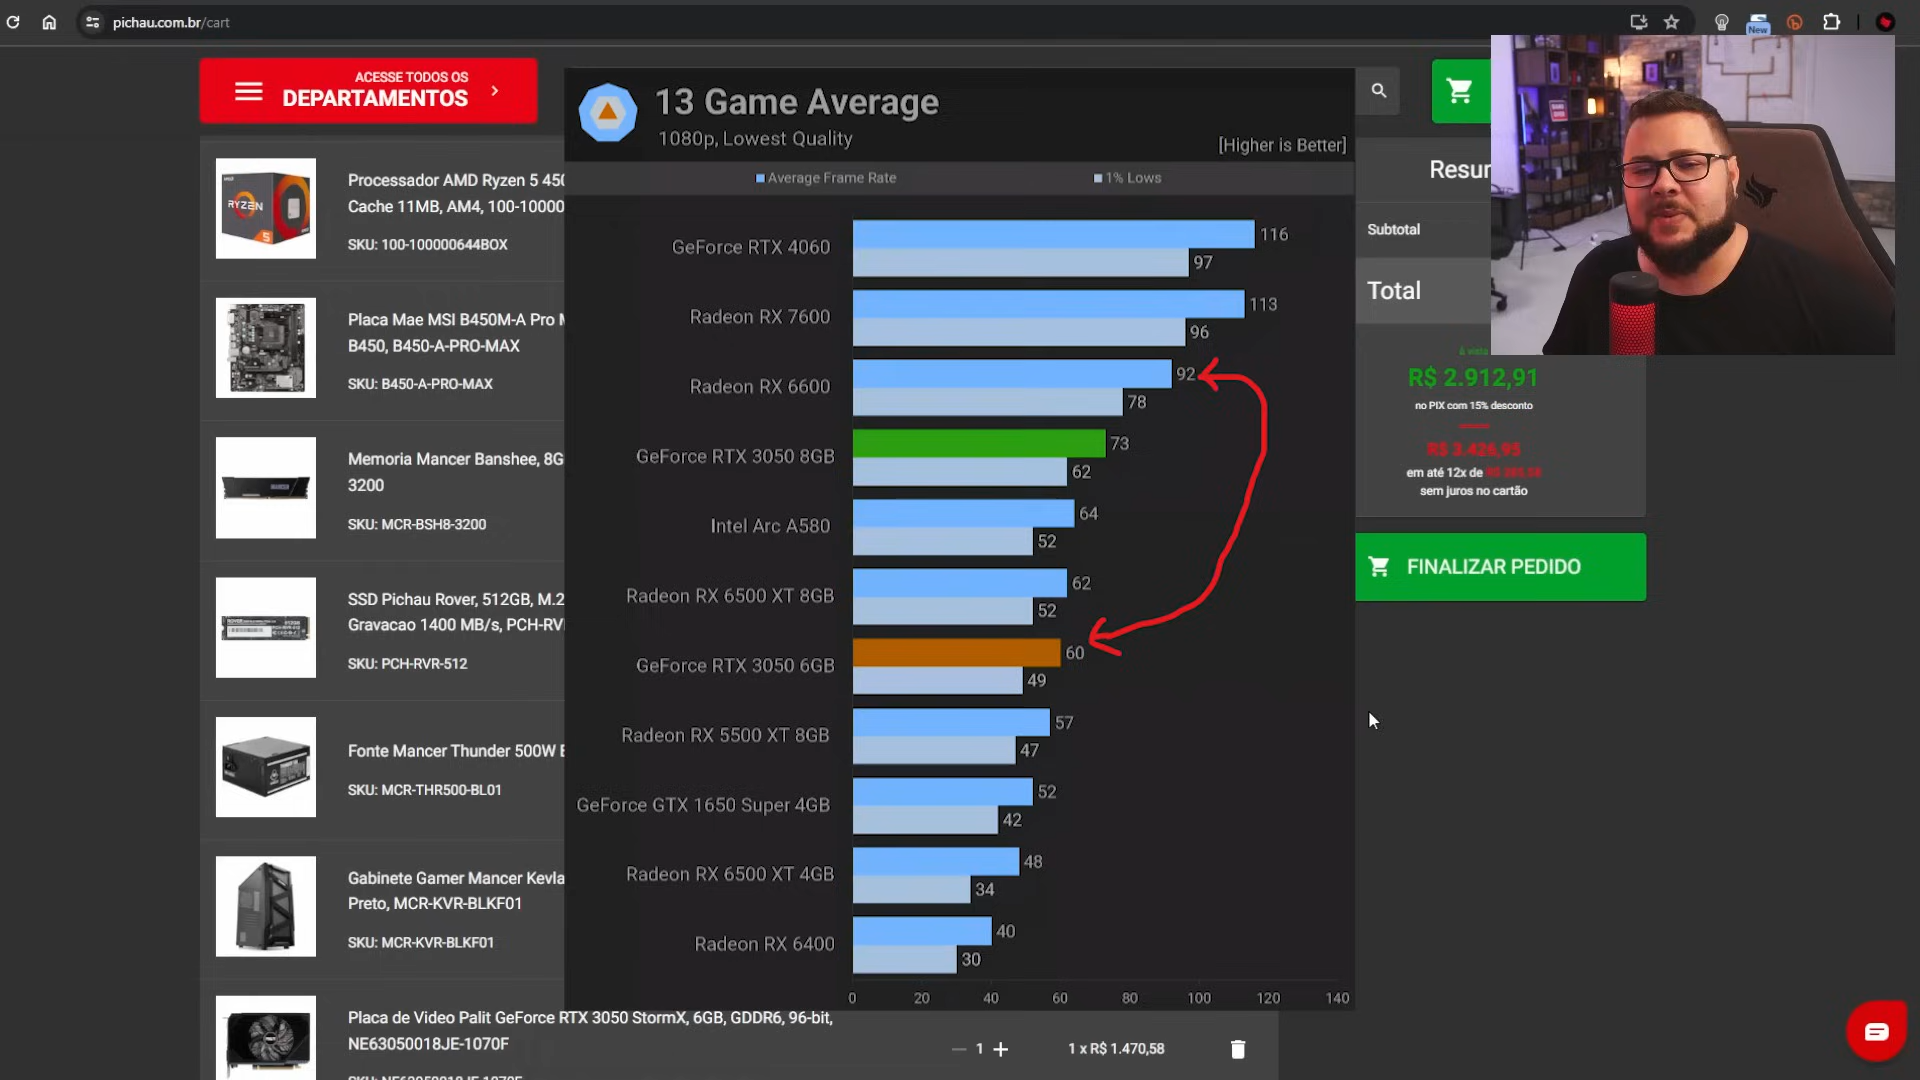 pichau.com.br/cart
New
ACESSE TODOS OS
DEPARTAMENTOS
13 Game Average
1080p, Lowest Quality
[Higher is Better]
Average Frame Rate
1% Lows
GeForce RTX 4060
116
97
Radeon RX 7600
113
96
Radeon RX 6600
92
78
GeForce RTX 3050 8GB
73
62
Intel Arc A580
64
52
Radeon RX 6500 XT 8GB
62
52
GeForce RTX 3050 6GB
60
49
Radeon RX 5500 XT 8GB
57
47
GeForce GTX 1650 Super 4GB
52
42
Radeon RX 6500 XT 4GB
48
34
Radeon RX 6400
40
30
0 20 40 60 80 100 120 140
RYZEN
5
Processador AMD Ryzen 5 450
Cache 11MB, AM4, 100-10000
SKU: 100-100000644BOX
Placa Mae MSI B450M-A Pro M
B450, B450-A-PRO-MAX
SKU: B450-A-PRO-MAX
Memoria Mancer Banshee, 8G
3200
SKU: MCR-BSH8-3200
SSD Pichau Rover, 512GB, M.2
Gravacao 1400 MB/s, PCH-RV
SKU: PCH-RVR-512
Fonte Mancer Thunder 500W
SKU: MCR-THR500-BL01
Gabinete Gamer Mancer Kevla
Preto, MCR-KVR-BLKF01
SKU: MCR-KVR-BLKF01
Placa de Video Palit GeForce RTX 3050 StormX, 6GB, GDDR6, 96-bit,
NE63050018JE-1070F
1
1 x R$ 1.470,58
Resu
Subtotal
Total
à vista
R$ 2.912,91
no PIX com 15% desconto
R$ 3.426,95
em até 12x de
sem juros no cartão
FINALIZAR PEDIDO